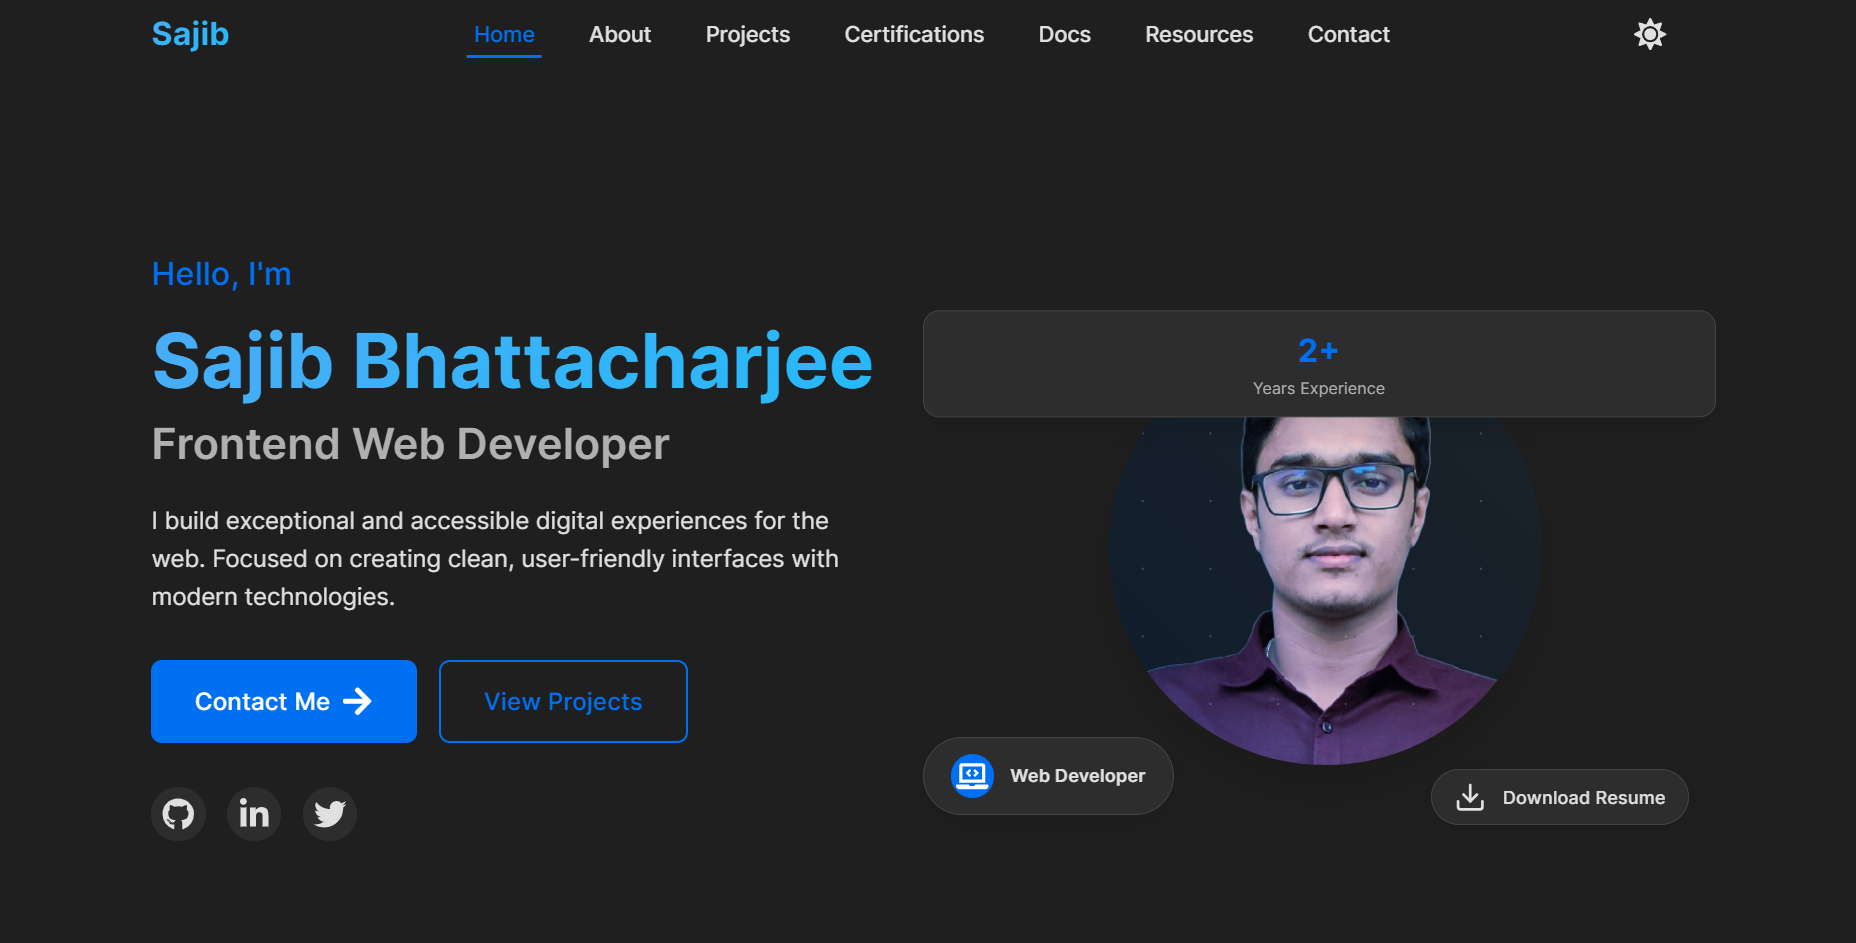 Sajib
Home
About
Projects
Certifications
Docs
Resources
Contact
Hello, I'm
Sajib Bhattacharjee
Frontend Web Developer
I build exceptional and accessible digital experiences for the
web. Focused on creating clean, user-friendly interfaces with
modern technologies.
Contact Me
View Projects
2+
Years Experience
Web Developer
Download Resume